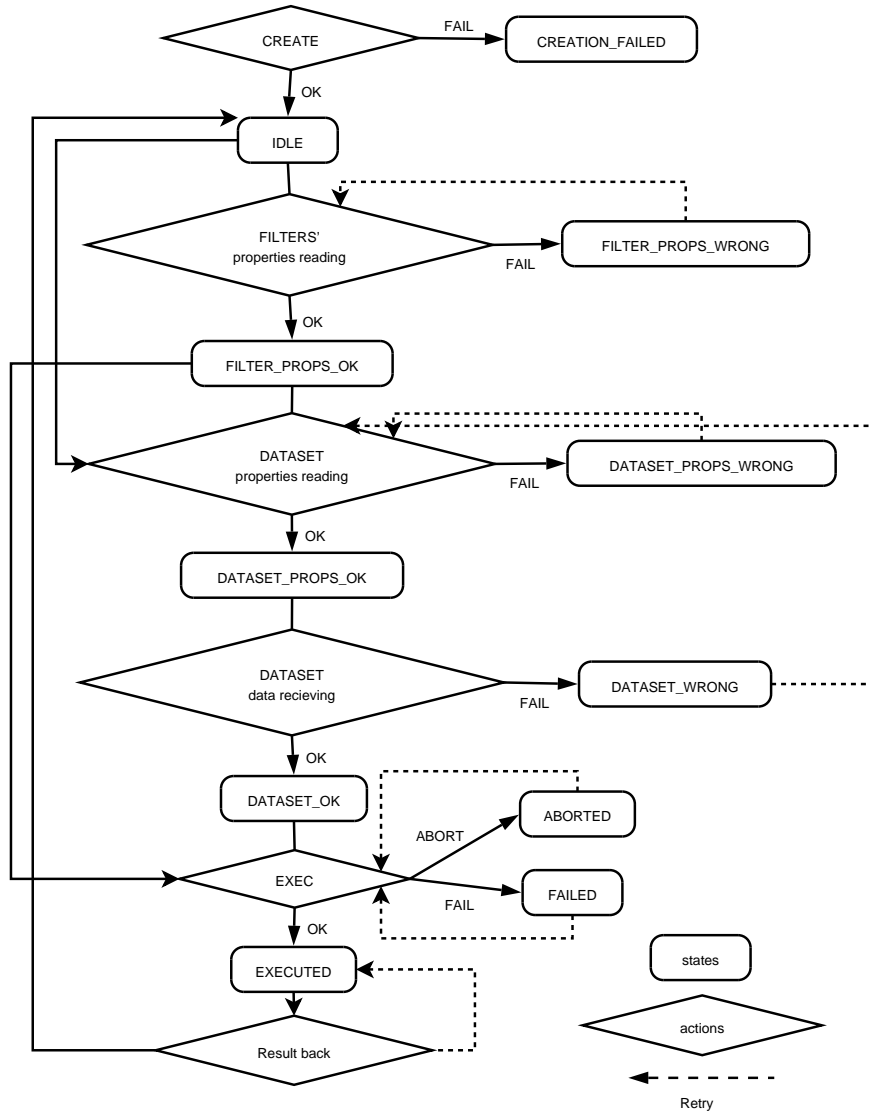 CREATE
FAIL
CREATION_FAILED
OK
IDLE
FILTERS'
properties reading
FAIL
FILTER_PROPS_WRONG
OK
FILTER_PROPS_OK
DATASET
properties reading
FAIL
DATASET_PROPS_WRONG
OK
DATASET_PROPS_OK
DATASET
data recieving
FAIL
DATASET_WRONG
OK
DATASET_OK
ABORT
ABORTED
EXEC
FAIL
FAILED
OK
EXECUTED
states
Result back
actions
Retry